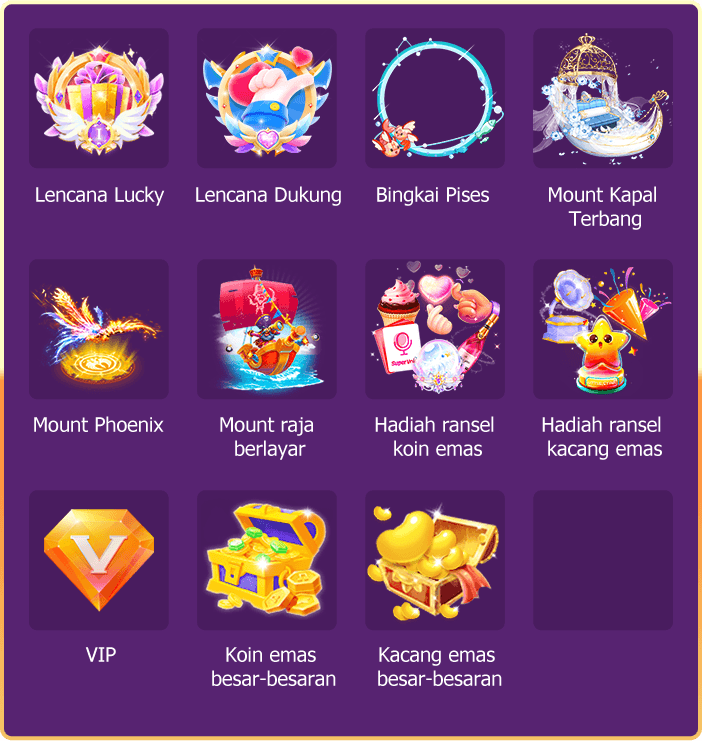 Lencana Lucky
Lencana Dukung
Bingkai Pises
Mount Kapal
Terbang
SuperUni
Mount Phoenix
Mount raja
berlayar
Hadiah ransel
koin emas
Hadiah ransel
kacang emas
V
VIP
Koin emas
besar-besaran
Kacang emas
besar-besaran